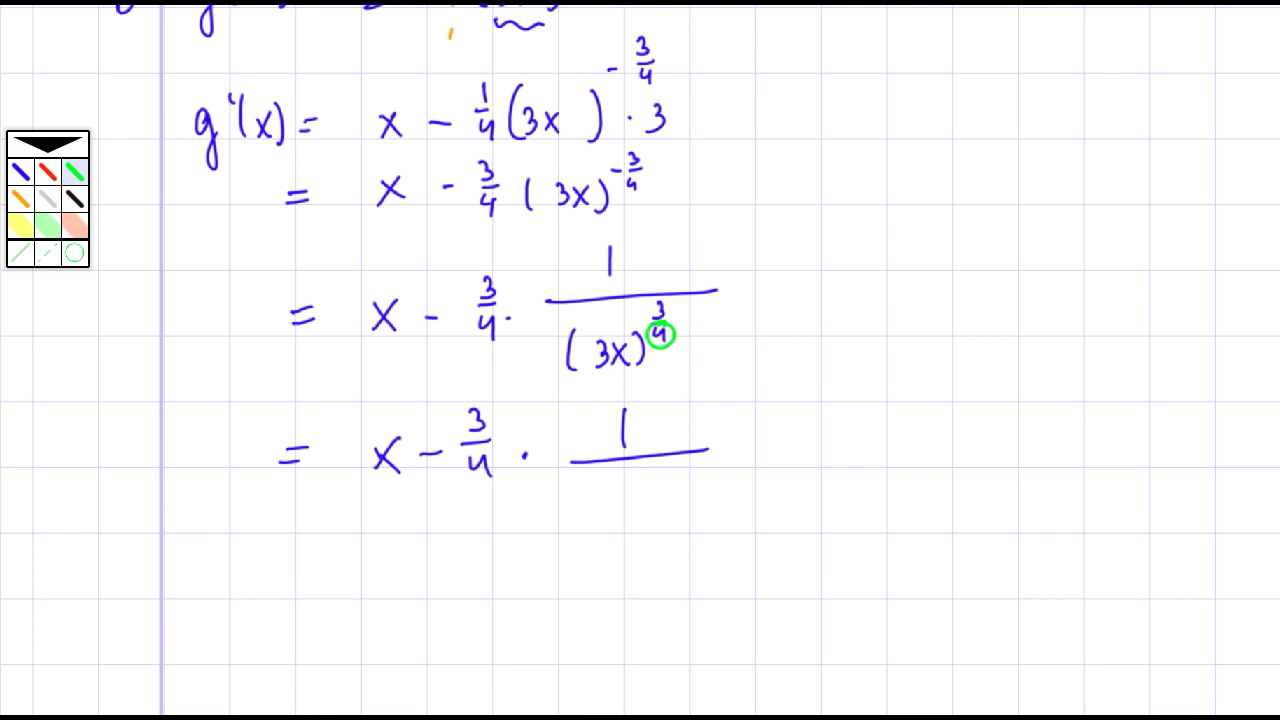 g'(x) = x - 1/4 (3x)^{-3/4} · 3
= x - 3/4 (3x)^{-3/4}
= x - 3/4 · 1/(3x)^{3/4}
= x - 3/4 · 1/